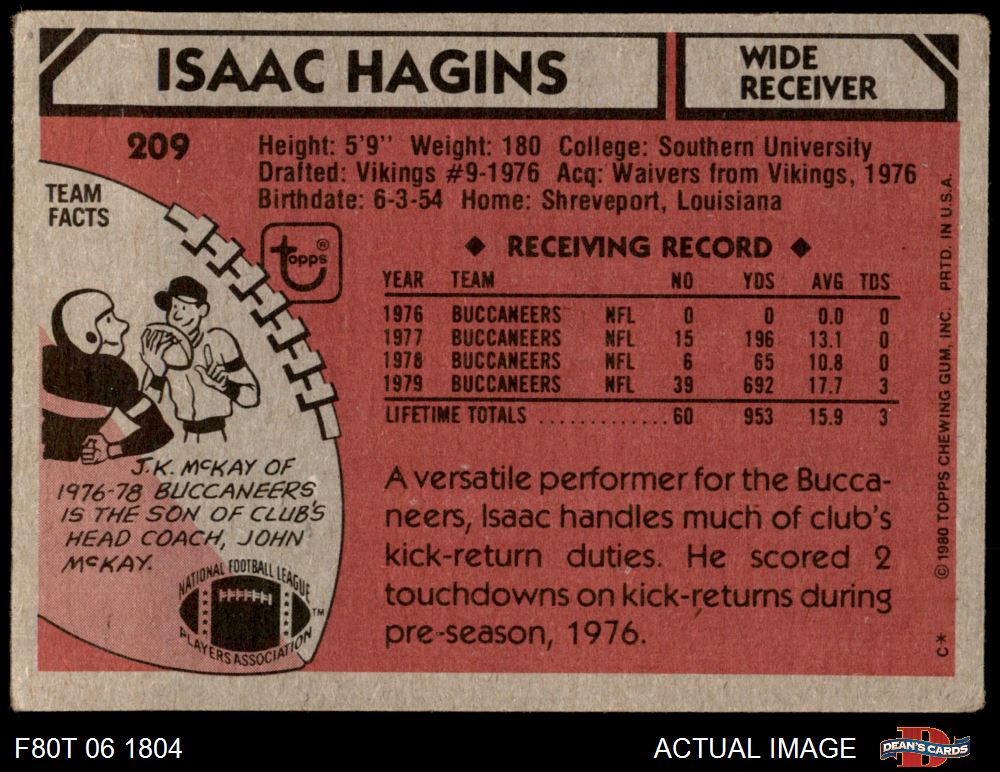 ISAAC HAGINS
WIDE
RECEIVER
209
Height: 5'9'' Weight: 180 College: Southern University
Drafted: Vikings #9-1976 Acq: Waivers from Vikings, 1976
Birthdate: 6-3-54 Home: Shreveport, Louisiana
TEAM
FACTS
topps ®
◆ RECEIVING RECORD ◆
YEAR TEAM NO YDS AVG TDS
1976 BUCCANEERS NFL 0 0 0.0 0
1977 BUCCANEERS NFL 15 196 13.1 0
1978 BUCCANEERS NFL 6 65 10.8 0
1979 BUCCANEERS NFL 39 692 17.7 3
LIFETIME TOTALS ............ 60 953 15.9 3
J.K. McKAY OF
1976-78 BUCCANEERS
IS THE SON OF CLUB'S
HEAD COACH, JOHN
McKAY.
NATIONAL FOOTBALL LEAGUE
PLAYERS ASSOCIATION
TM
A versatile performer for the Bucca-
neers, Isaac handles much of club's
kick-return duties. He scored 2
touchdowns on kick-returns during
pre-season, 1976.
C* © 1980 TOPPS CHEWING GUM, INC. PRTD. IN U.S.A.
F80T 06 1804
ACTUAL IMAGE
D
DEAN'S CARDS